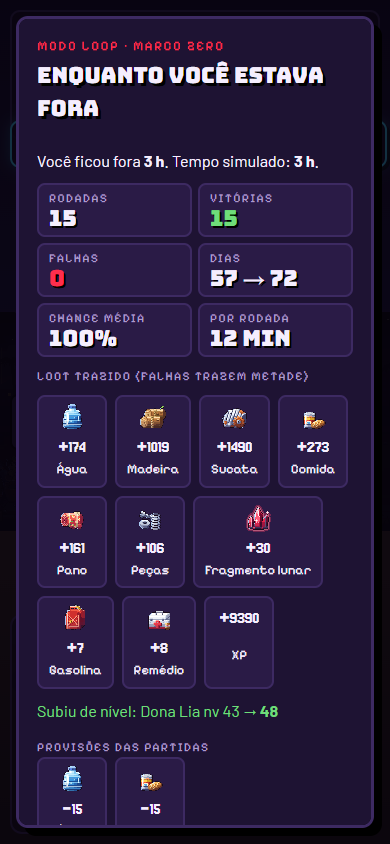 MODO LOOP · MARCO ZERO
ENQUANTO VOCÊ ESTAVA
FORA
Você ficou fora 3 h. Tempo simulado: 3 h.
RODADAS
15
VITÓRIAS
15
FALHAS
0
DIAS
57 → 72
CHANCE MÉDIA
100%
POR RODADA
12 MIN
LOOT TRAZIDO (FALHAS TRAZEM METADE)
+174
Água
+1019
Madeira
+1490
Sucata
+273
Comida
+161
Pano
+106
Peças
+30
Fragmento lunar
+7
Gasolina
+8
Remédio
+9390
XP
Subiu de nível: Dona Lia nv 43 → 48
PROVISÕES DAS PARTIDAS
−15
−15